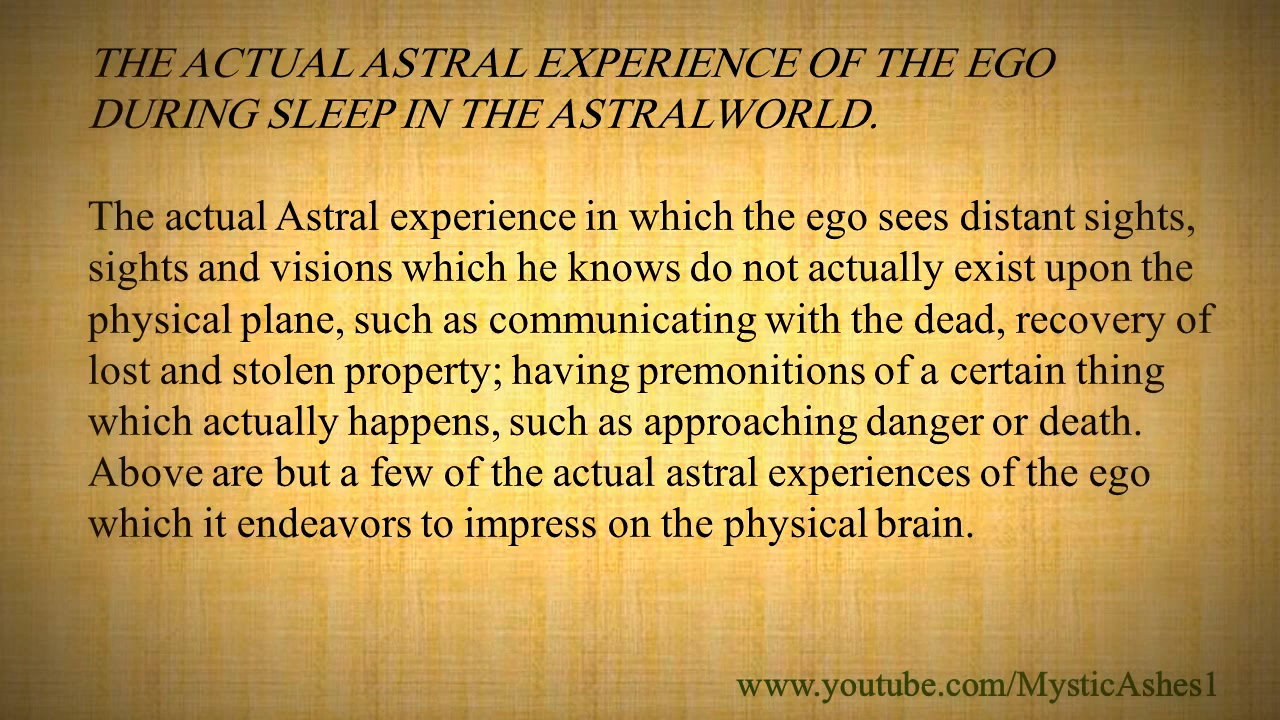 THE ACTUAL ASTRAL EXPERIENCE OF THE EGO
DURING SLEEP IN THE ASTRALWORLD.
The actual Astral experience in which the ego sees distant sights,
sights and visions which he knows do not actually exist upon the
physical plane, such as communicating with the dead, recovery of
lost and stolen property; having premonitions of a certain thing
which actually happens, such as approaching danger or death.
Above are but a few of the actual astral experiences of the ego
which it endeavors to impress on the physical brain.
www.youtube.com/MysticAshes1